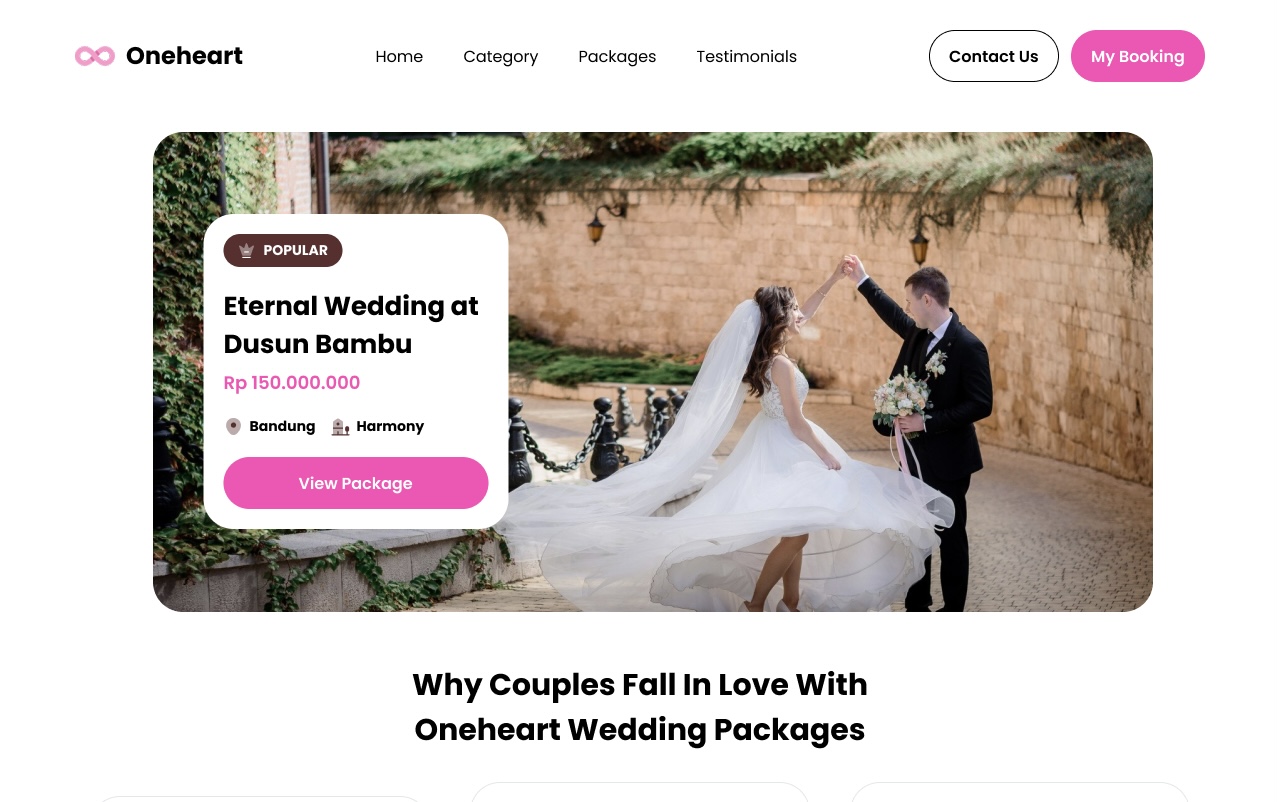 Oneheart
Home
Category
Packages
Testimonials
Contact Us
My Booking
POPULAR
Eternal Wedding at
Dusun Bambu
Rp 150.000.000
Bandung
Harmony
View Package
Why Couples Fall In Love With
Oneheart Wedding Packages